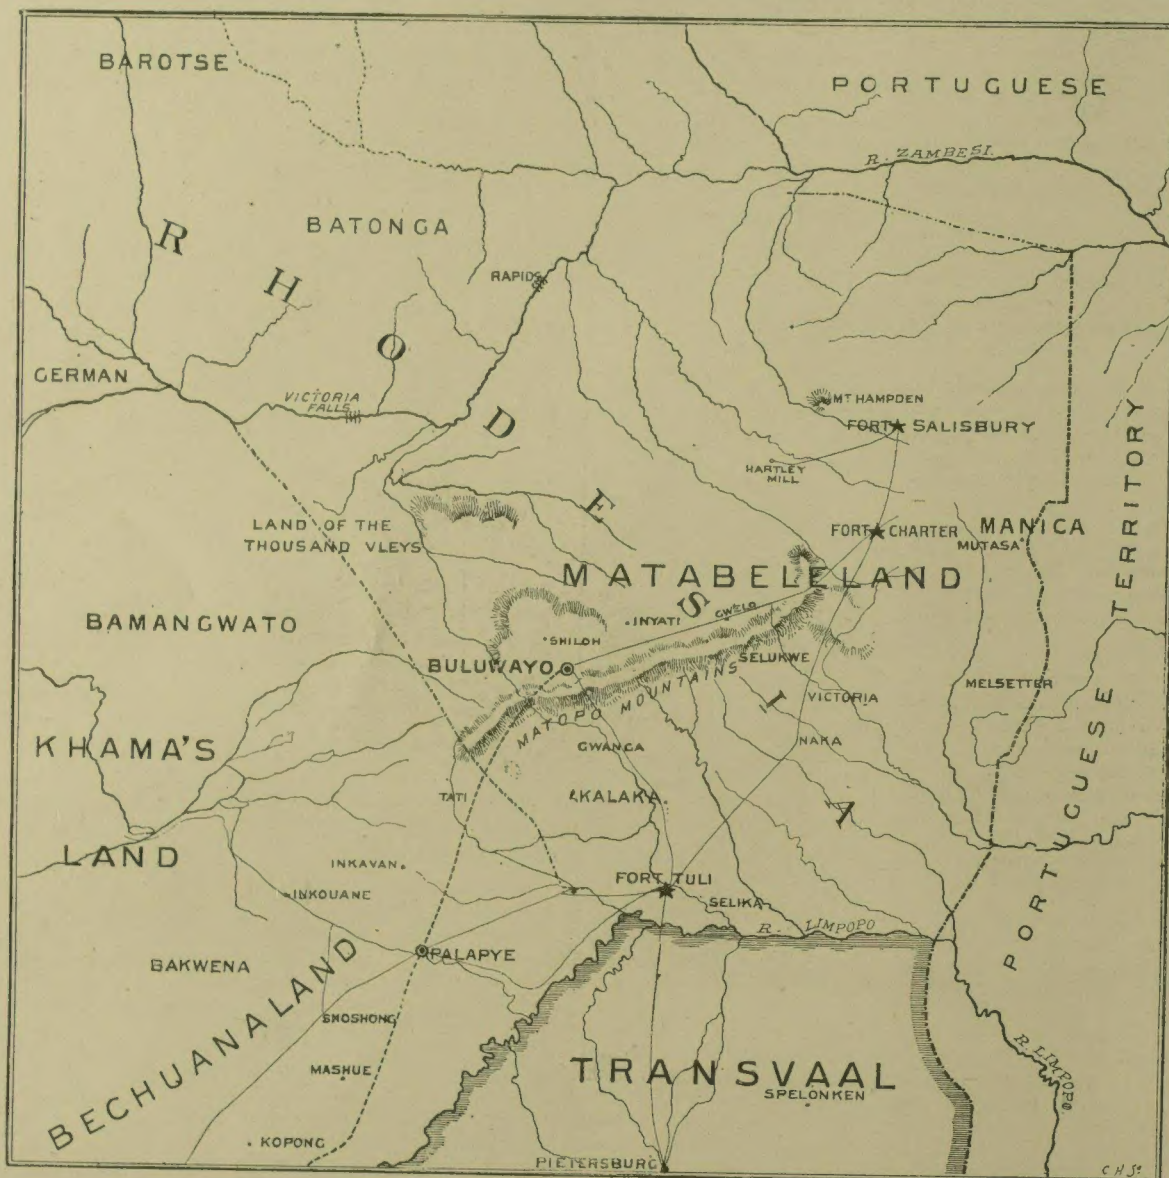 BAROTSE
PORTUGUESE
R. ZAMBESI.
BATONGA
RHODESIA
RAPIDS
GERMAN
VICTORIA
FALLS
MT HAMPDEN
FORT SALISBURY
HARTLEY
MILL
LAND OF THE
THOUSAND VLEYS
FORT CHARTER
MANICA
MUTASA
MATABELELAND
BAMANGWATO
INYATI
GWELO
SHILOH
BULUWAYO
SELUKWE
MATOPO MOUNTAINS
VICTORIA
MELSETTER
KHAMA'S
LAND
GWANGA
NAKA
TATI
KALAKA
PORTUGUESE TERRITORY
INKAVAN
INKOUANE
FORT TULI
SELIKA
R. LIMPOPO
PALAPYE
BAKWENA
BECHUANALAND
SHOSHONG
MASHUE
TRANSVAAL
SPELONKEN
R. LIMPOPO
KOPONG
PIETERSBURG